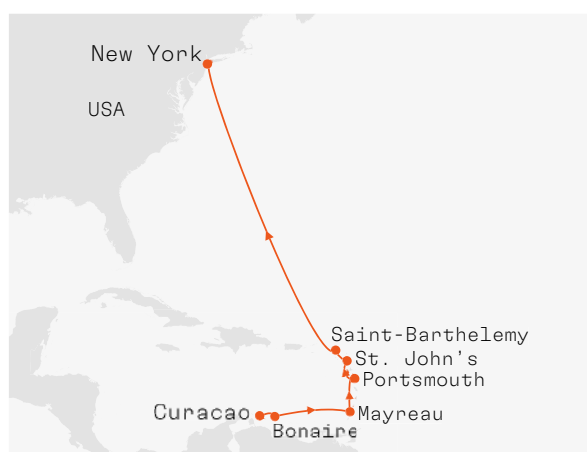 New York
USA
Saint-Barthelemy
St. John's
Portsmouth
Curacao
Mayreau
Bonaire